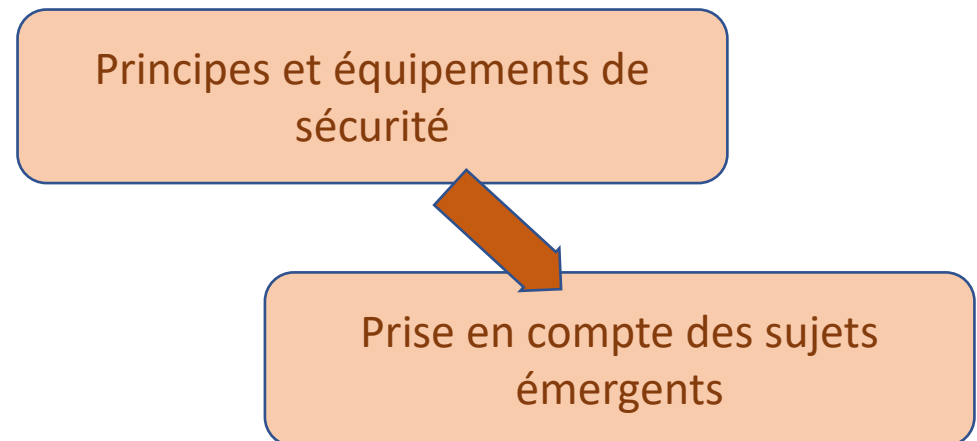 Principes et équipements de
sécurité
Prise en compte des sujets
émergents